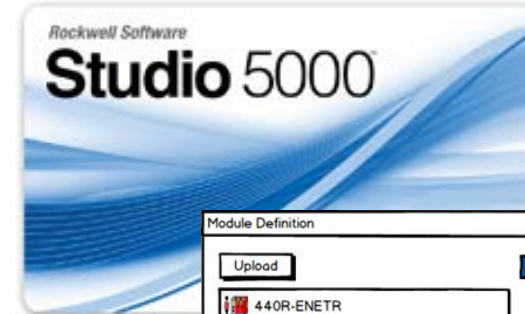 Rockwell Software
Studio 5000
Module Definition
Upload
440R-ENETR